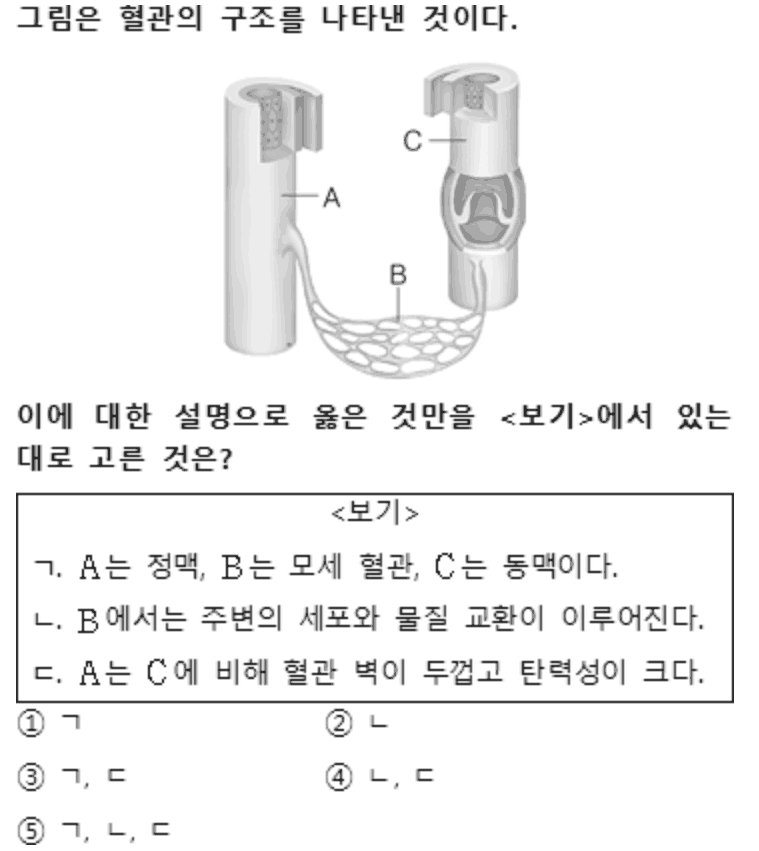 그림은 혈관의 구조를 나타낸 것이다.
C
A
B
이에 대한 설명으로 옳은 것만을 <보기>에서 있는
대로 고른 것은?
<보기>
ㄱ. A는 정맥, B는 모세 혈관, C는 동맥이다.
ㄴ. B에서는 주변의 세포와 물질 교환이 이루어진다.
ㄷ. A는 C에 비해 혈관 벽이 두껍고 탄력성이 크다.
① ㄱ ② ㄴ
③ ㄱ, ㄷ ④ ㄴ, ㄷ
⑤ ㄱ, ㄴ, ㄷ